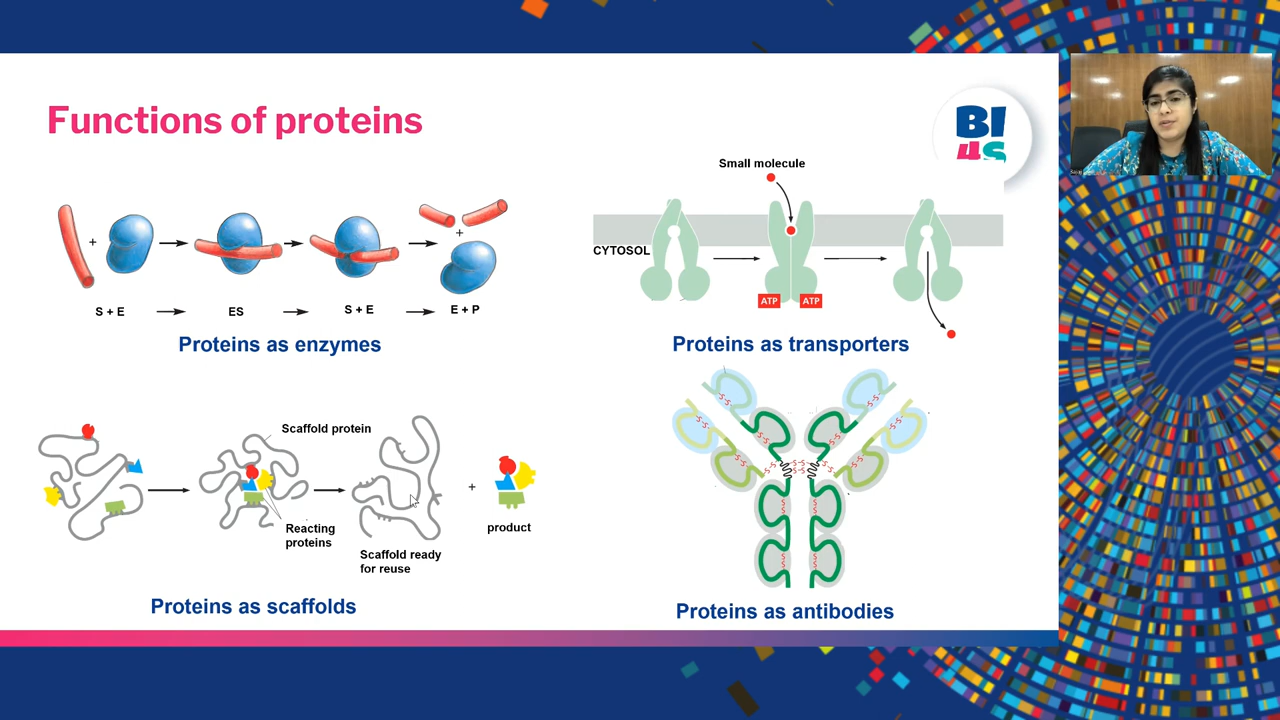 Functions of proteins
BI
4S
+
+
S + E
ES
S + E
E + P
Proteins as enzymes
Small molecule
CYTOSOL
ATP
ATP
Proteins as transporters
Scaffold protein
Reacting
proteins
Scaffold ready
for reuse
+
product
Proteins as scaffolds
S-S
S-S
S-S
S-S
S-S
S-S
S-S
S-S
S-S
S-S
S-S
S-S
S-S
S-S
Proteins as antibodies